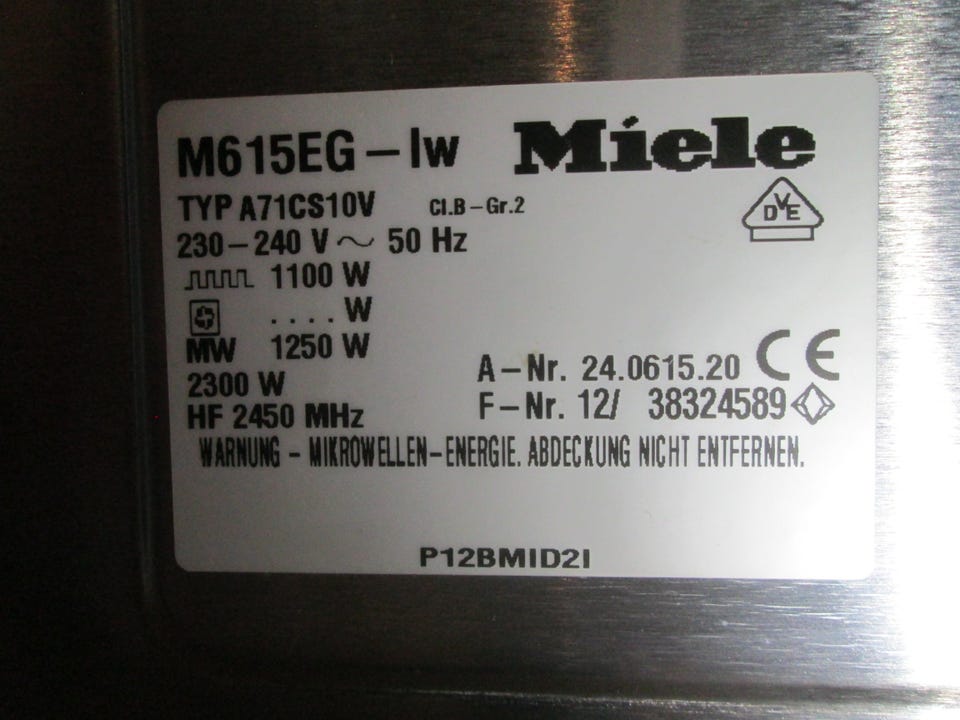 M615EG – lw Miele
TYP A71CS10V Cl.B – Gr.2
DVE
230 – 240 V ~ 50 Hz
1100 W
. . . . W
MW 1250 W
2300 W
A – Nr. 24.0615.20 CE
HF 2450 MHz
F – Nr. 12/ 38324589
WARNUNG – MIKROWELLEN–ENERGIE. ABDECKUNG NICHT ENTFERNEN.
P12BMID2I